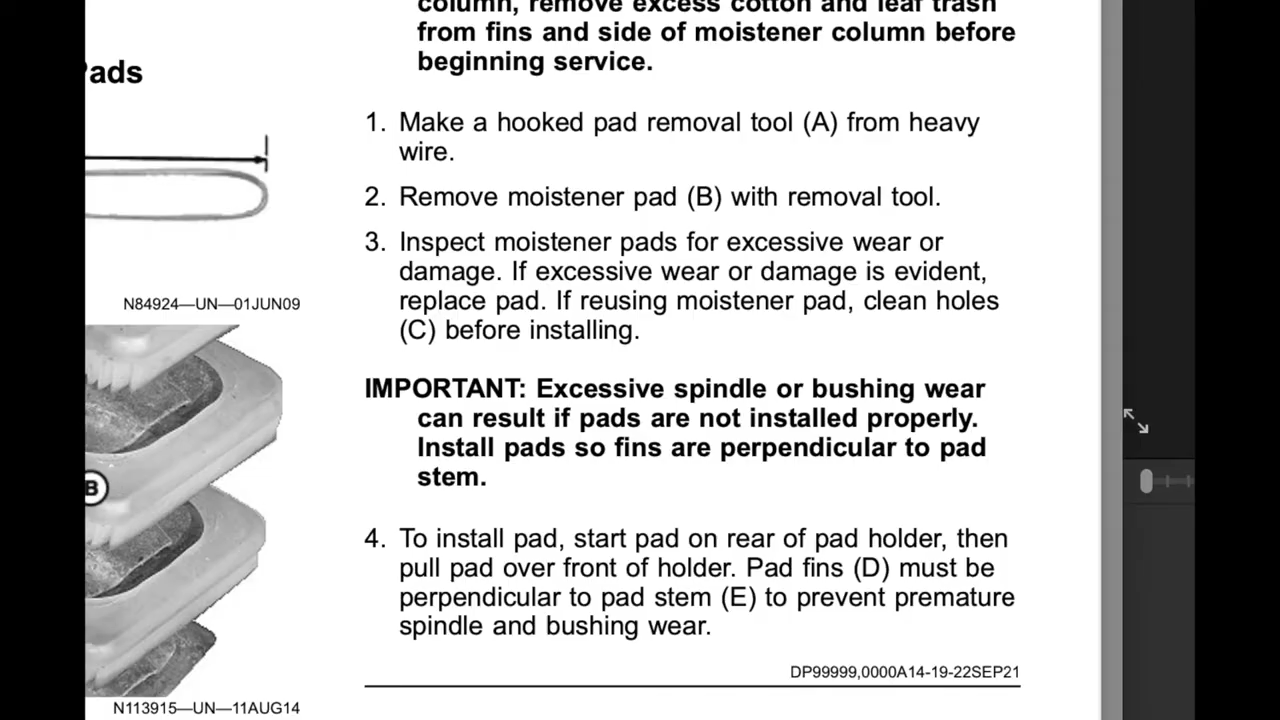 Pads
N84924—UN—01JUN09
B
N113915—UN—11AUG14
column, remove excess cotton and leaf trash
from fins and side of moistener column before
beginning service.
1. Make a hooked pad removal tool (A) from heavy
wire.
2. Remove moistener pad (B) with removal tool.
3. Inspect moistener pads for excessive wear or
damage. If excessive wear or damage is evident,
replace pad. If reusing moistener pad, clean holes
(C) before installing.
IMPORTANT: Excessive spindle or bushing wear
can result if pads are not installed properly.
Install pads so fins are perpendicular to pad
stem.
4. To install pad, start pad on rear of pad holder, then
pull pad over front of holder. Pad fins (D) must be
perpendicular to pad stem (E) to prevent premature
spindle and bushing wear.
DP99999,0000A14-19-22SEP21